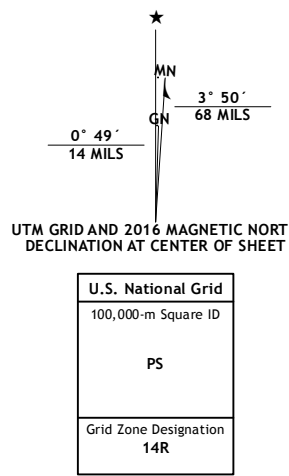 ★
MN
3° 50´
68 MILS
GN
0° 49´
14 MILS
UTM GRID AND 2016 MAGNETIC NORT
DECLINATION AT CENTER OF SHEET
U.S. National Grid
100,000-m Square ID
PS
Grid Zone Designation
14R